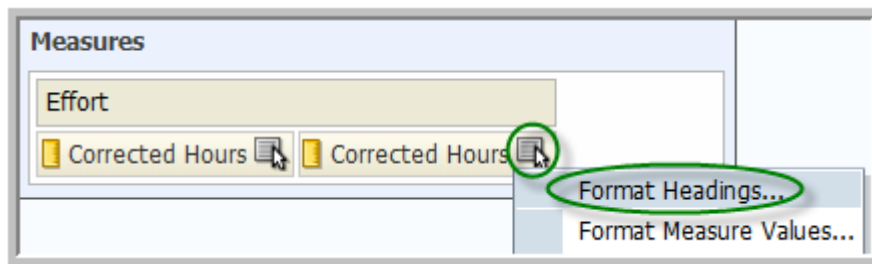 Measures
Effort
Corrected Hours Corrected Hours
Format Headings...
Format Measure Values...